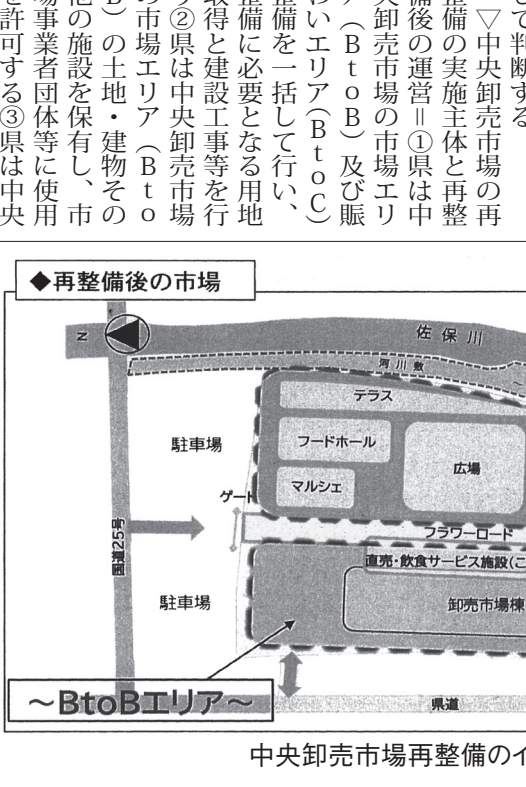 せて判断する
▽中央卸売市場の再
整備の実施主体と再整
備後の運営＝①県は中
央卸売市場の市場エリ
ア（ＢｔｏＢ）及び賑
わいエリア（ＢｔｏＣ）
整備を一括して行い、
整備に必要となる用地
取得と建設工事等を行
う②県は中央卸売市場
の市場エリア（Ｂｔｏ
Ｂ）の土地・建物その
他の施設を保有し、市
場事業者団体等に使用
を許可する③県は中央
◆再整備後の市場
N
佐保川
河川敷
テラス
駐車場
フードホール
広場
マルシェ
ゲート
フラワーロード
国道25号
直売・飲食サービス施設(こ
駐車場
卸売市場棟
～BtoBエリア～
県道
中央卸売市場再整備のイ